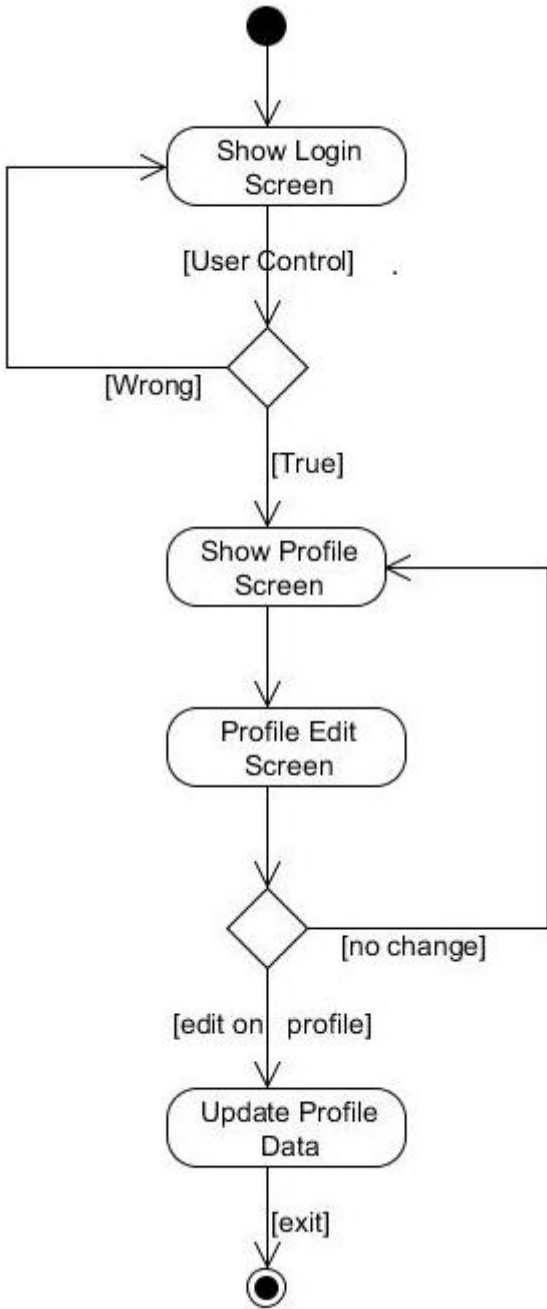 Show Login
Screen
[User Control]
.
[Wrong]
[True]
Show Profile
Screen
Profile Edit
Screen
[no change]
[edit on profile]
Update Profile
Data
[exit]